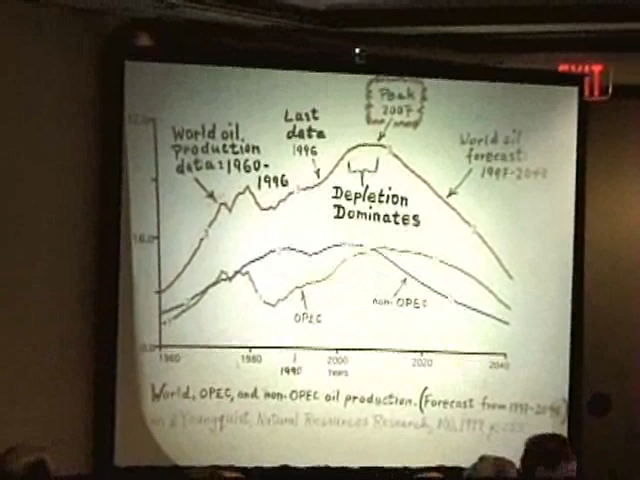 EXIT
Peak
2007
Last
data
1996
World oil
production
data: 1960-
1996
World oil
forecast:
1997-2040
Depletion
Dominates
OPEC
non-OPEC
1960
1980
1990
2000
2020
2040
Years
World, OPEC, and non-OPEC oil production. (Forecast from 1997-2040)
& Youngquist, Natural Resources Research,